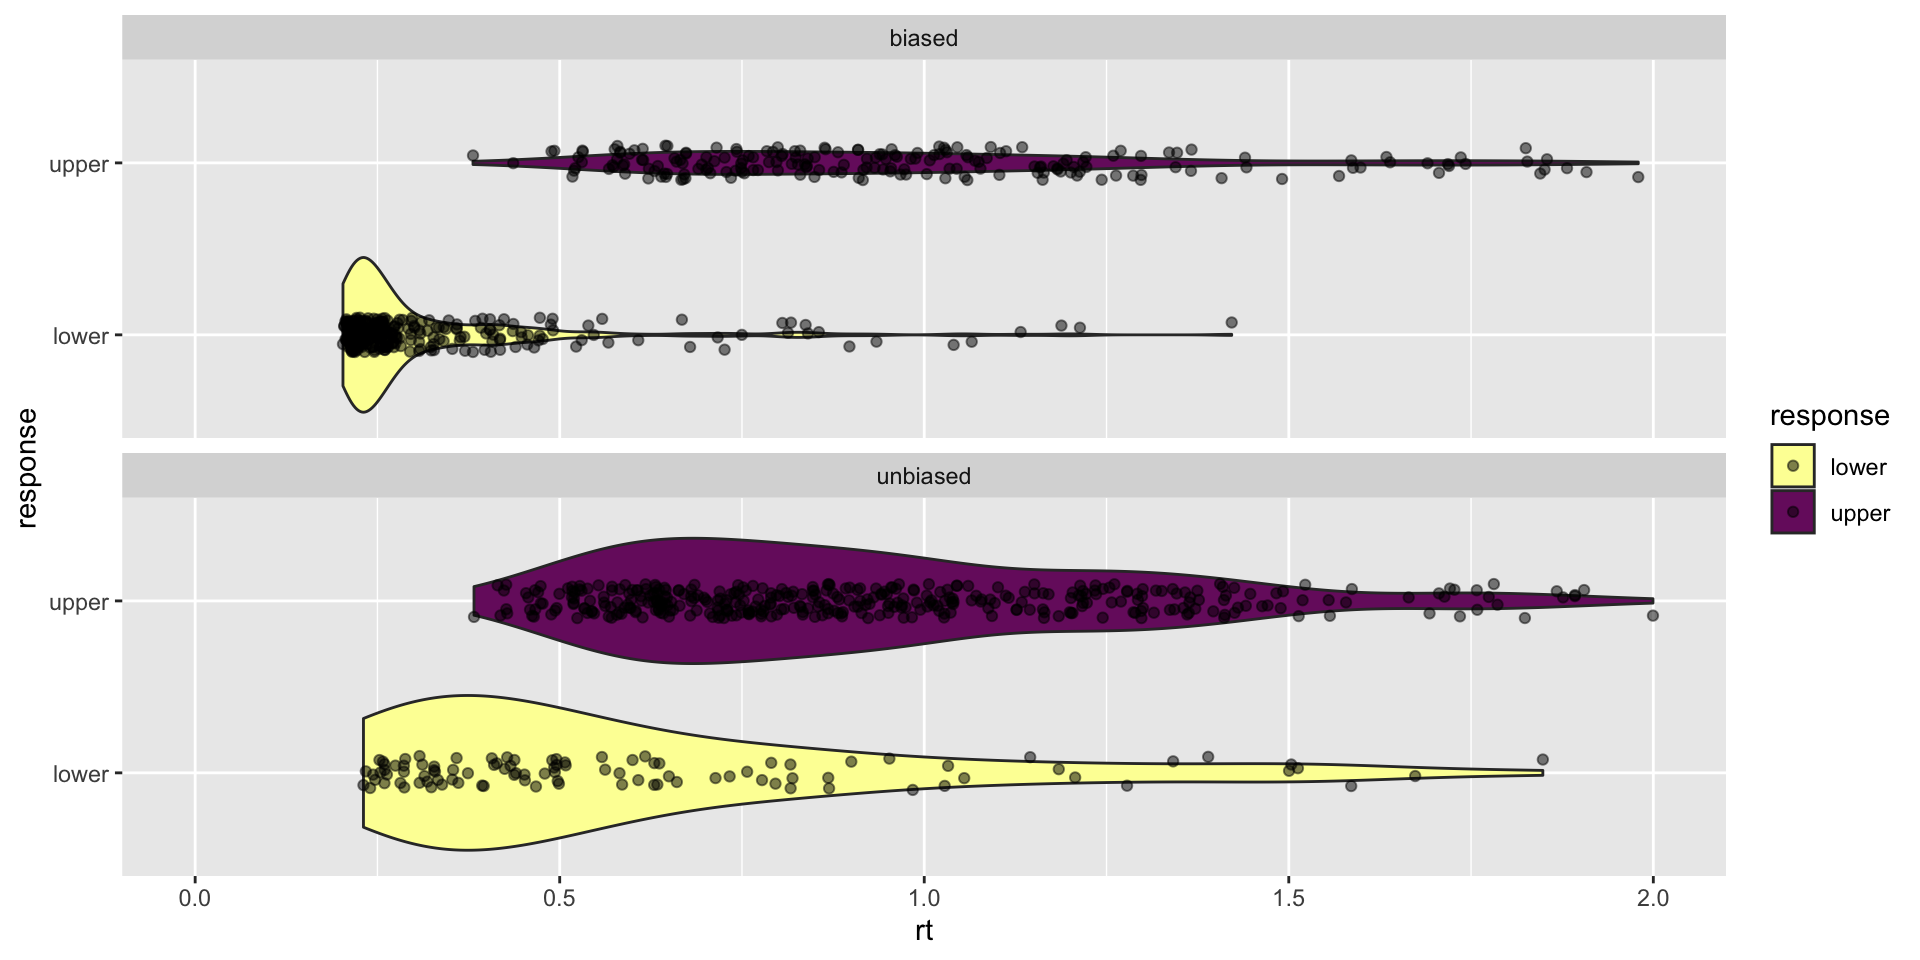 biased
upper
lower
unbiased
upper
lower
response
0.0 0.5 1.0 1.5 2.0
rt
response
lower
upper